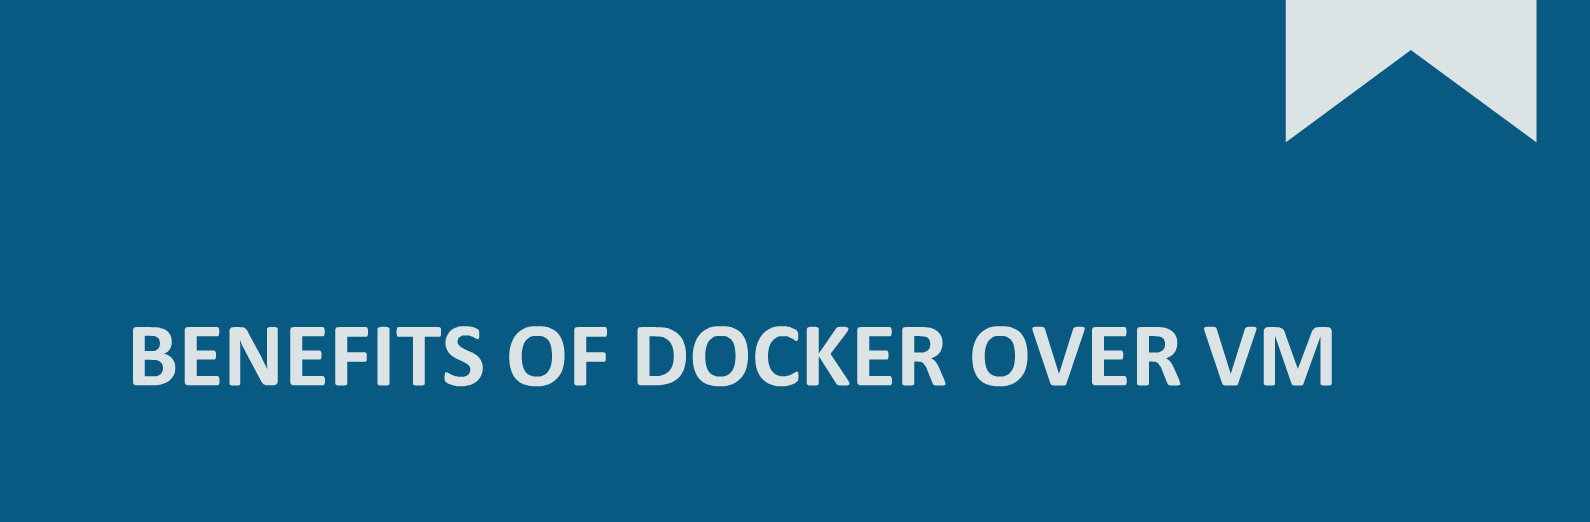 BENEFITS OF DOCKER OVER VM